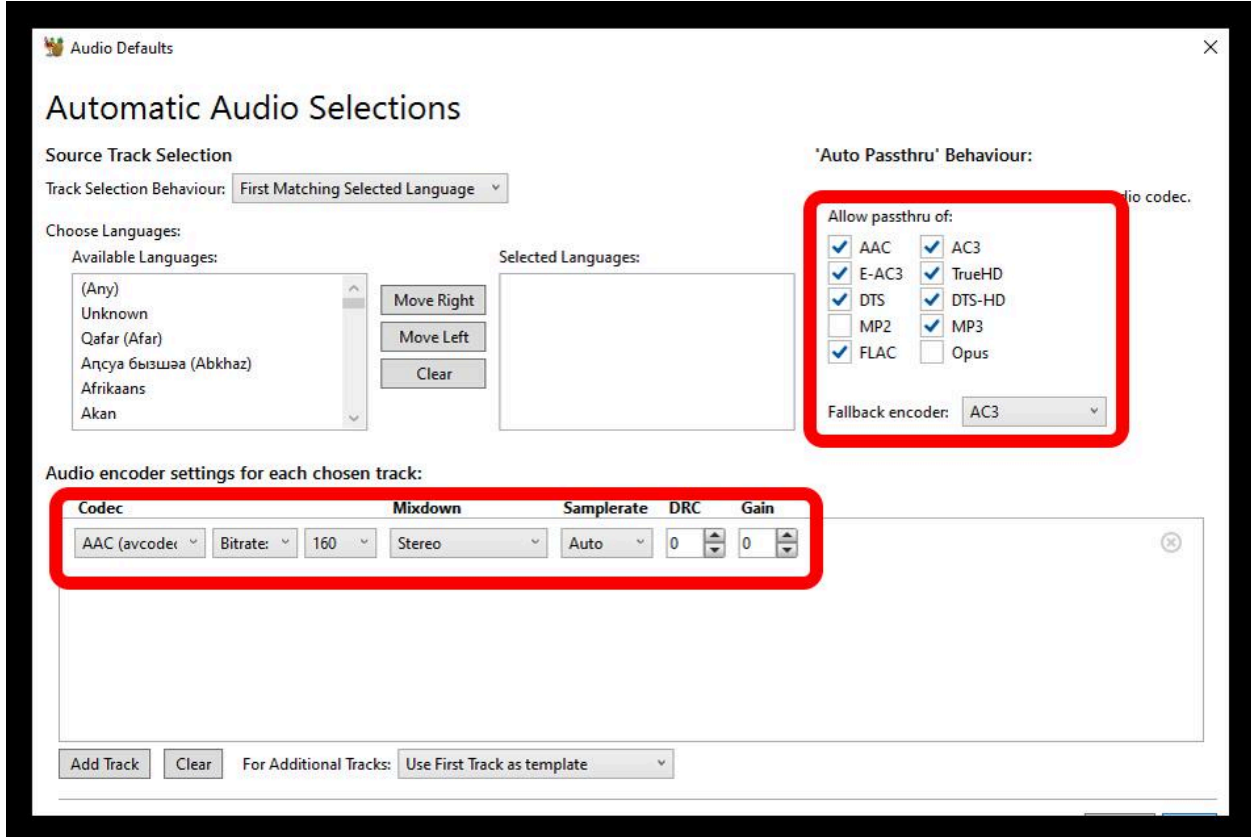 Audio Defaults
Automatic Audio Selections
Source Track Selection
Track Selection Behaviour: First Matching Selected Language
Choose Languages:
Available Languages:
(Any)
Unknown
Qafar (Afar)
Аԥсуа бызшәа (Abkhaz)
Afrikaans
Akan
Move Right
Move Left
Clear
Selected Languages:
'Auto Passthru' Behaviour:
codec.
Allow passthru of:
AAC AC3
E-AC3 TrueHD
DTS DTS-HD
MP2 MP3
FLAC Opus
Fallback encoder: AC3
Audio encoder settings for each chosen track:
Codec Mixdown Samplerate DRC Gain
AAC (avcodec Bitrate: 160 Stereo Auto 0 0
Add Track Clear For Additional Tracks: Use First Track as template